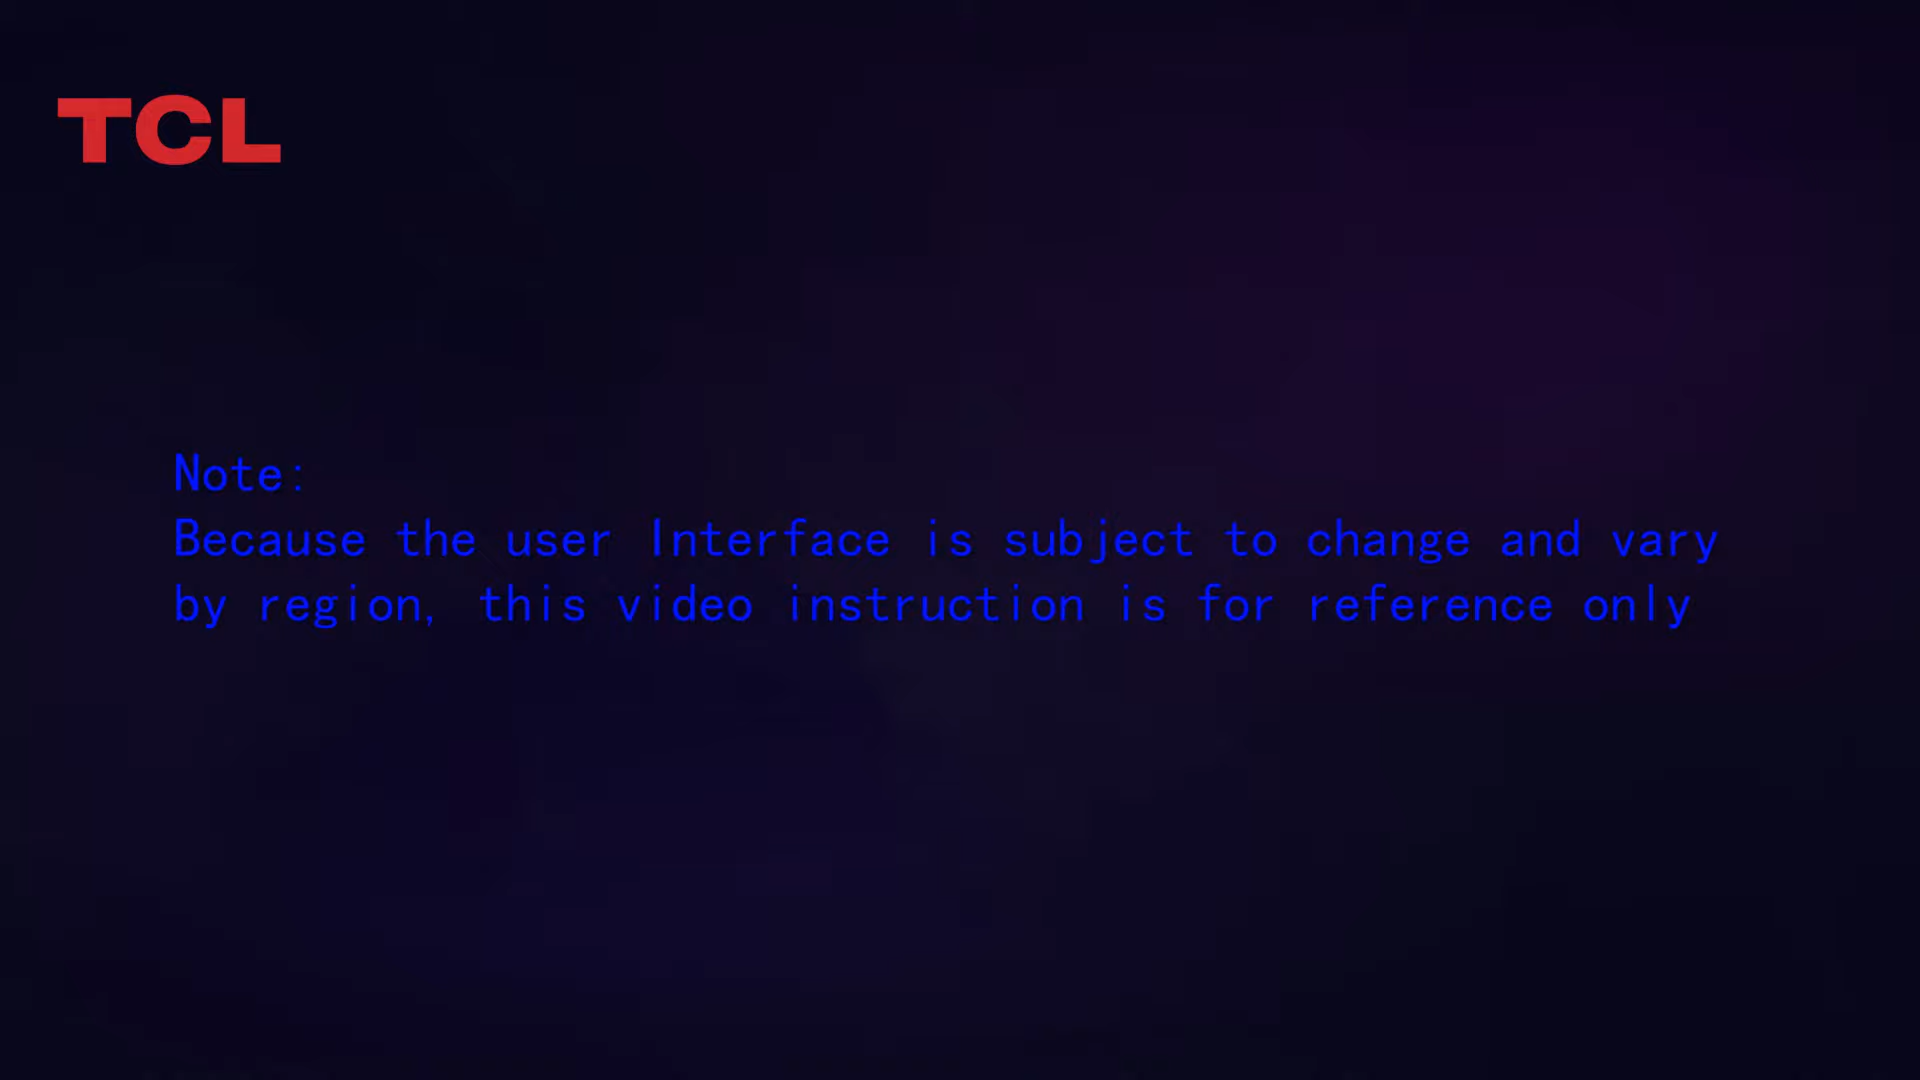 TCL
Note:
Because the user Interface is subject to change and vary
by region, this video instruction is for reference only